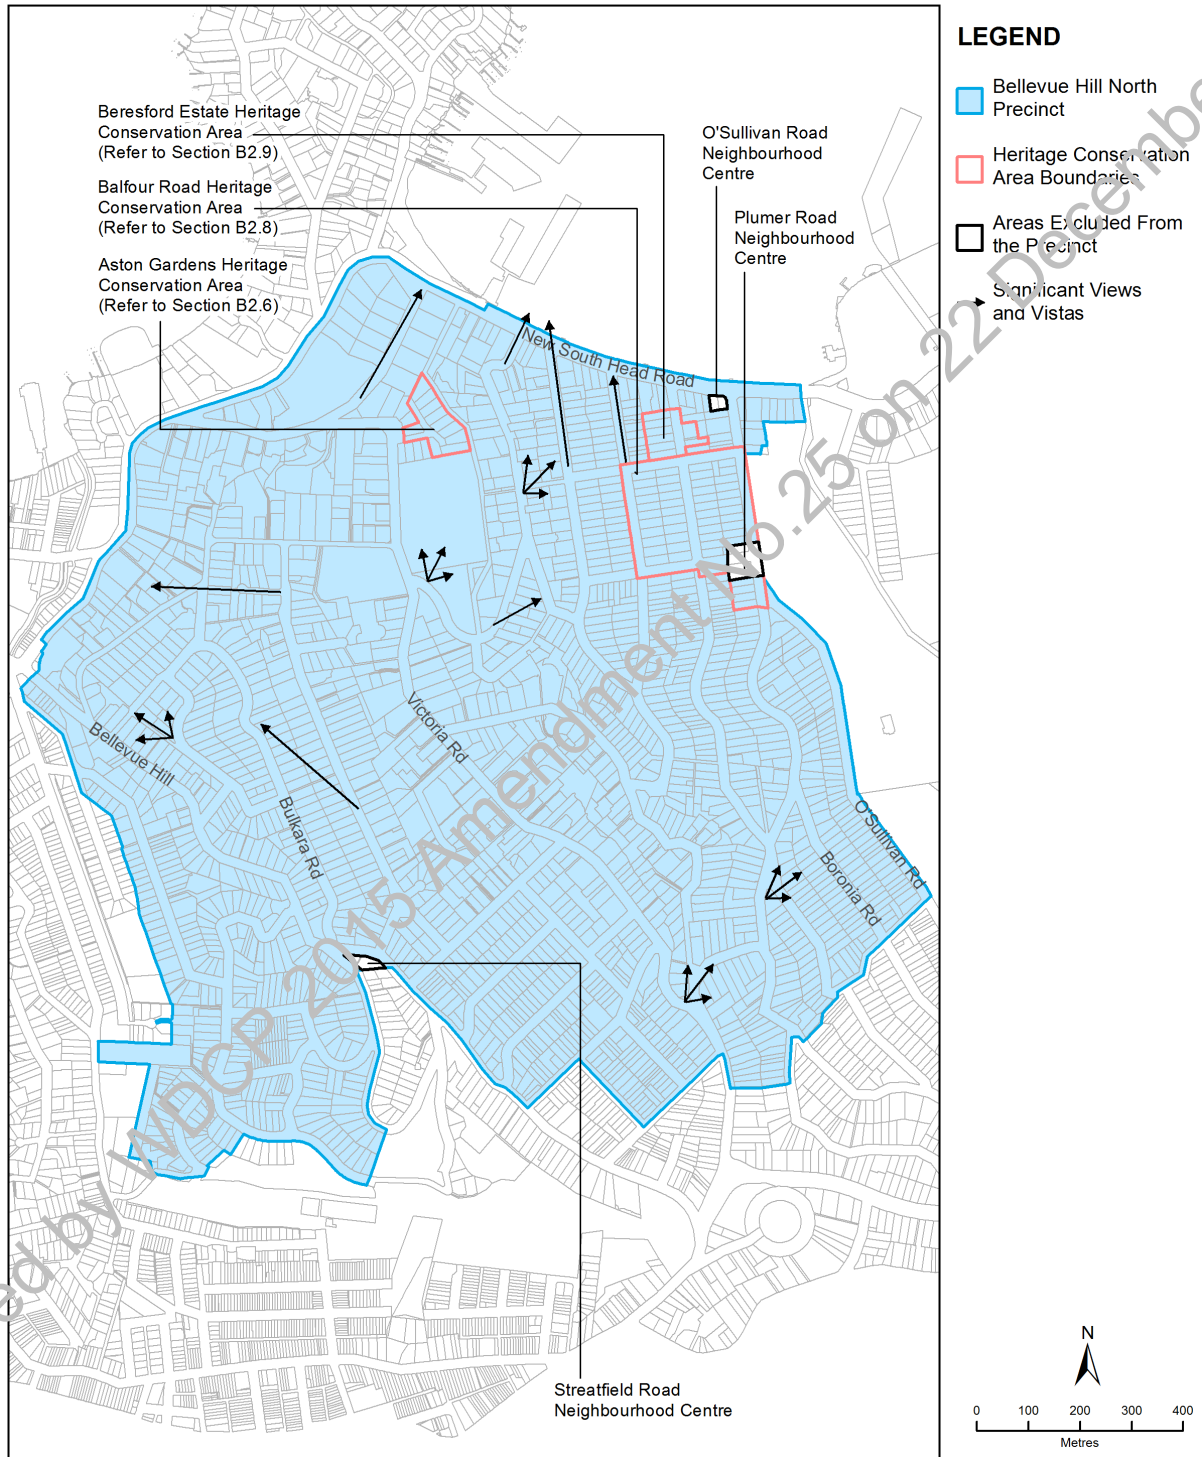 Beresford Estate Heritage
Conservation Area
(Refer to Section B2.9)
Balfour Road Heritage
Conservation Area
(Refer to Section B2.8)
Aston Gardens Heritage
Conservation Area
(Refer to Section B2.6)
O'Sullivan Road
Neighbourhood
Centre
Plumer Road
Neighbourhood
Centre
New South Head Road
Victoria Rd
Bellevue Hill
Bulkara Rd
O'Sullivan Rd
Boronia Rd
Streatfield Road
Neighbourhood Centre
LEGEND
Bellevue Hill North
Precinct
Heritage Conservation
Area Boundaries
Areas Excluded From
the Precinct
Significant Views
and Vistas
N
0 100 200 300 400
Metres
by WDCP 2015 Amendment No.25 on 22